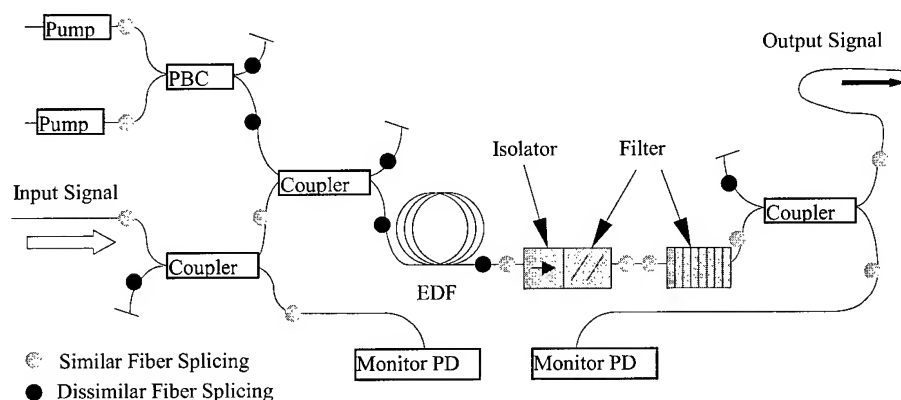 Pump
Output Signal
PBC
Pump
Isolator
Filter
Coupler
Input Signal
Coupler
Coupler
EDF
Similar Fiber Splicing
Monitor PD
Monitor PD
Dissimilar Fiber Splicing